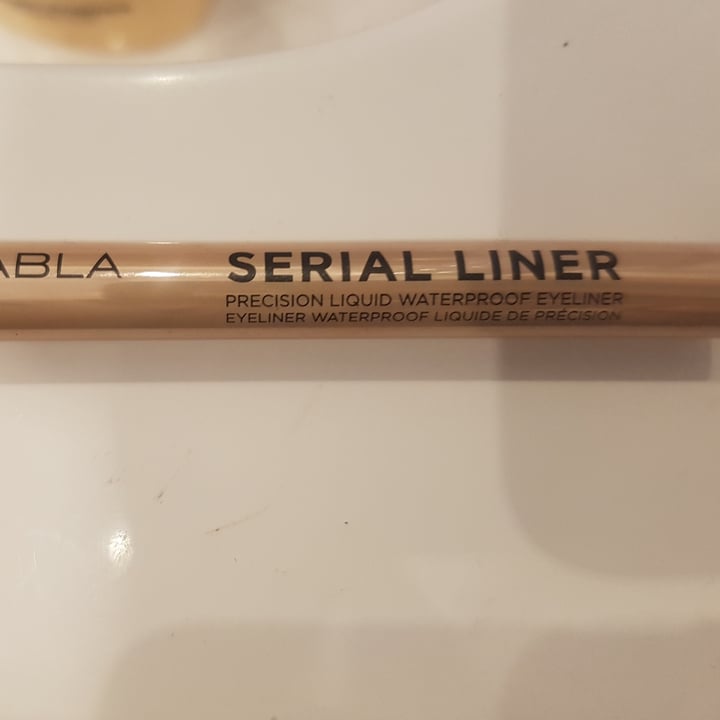 ABLA SERIAL LINER
PRECISION LIQUID WATERPROOF EYELINER
EYELINER WATERPROOF LIQUIDE DE PRÉCISION